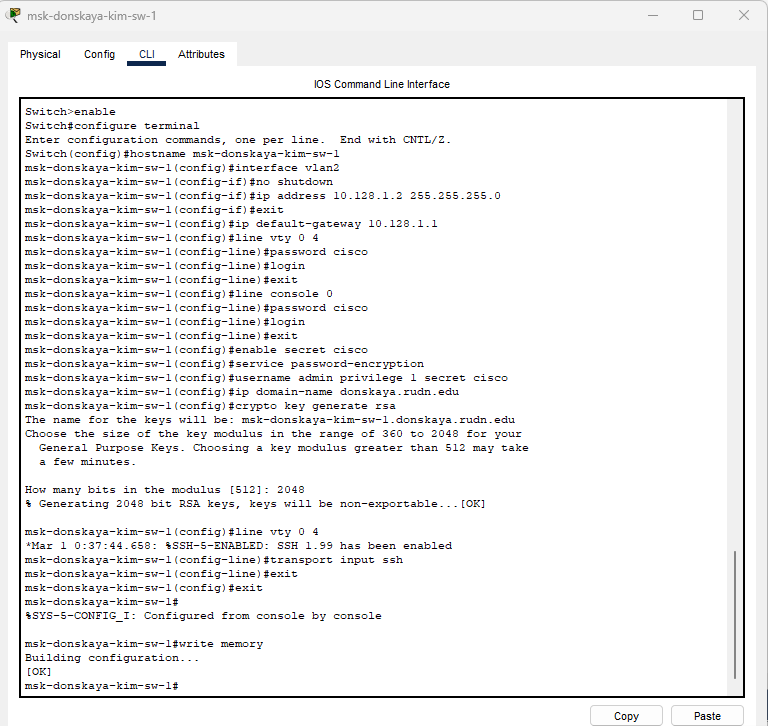 msk-donskaya-kim-sw-1
Physical Config CLI Attributes
IOS Command Line Interface
Switch>enable
Switch#configure terminal
Enter configuration commands, one per line.  End with CNTL/Z.
Switch(config)#hostname msk-donskaya-kim-sw-1
msk-donskaya-kim-sw-1(config)#interface vlan2
msk-donskaya-kim-sw-1(config-if)#no shutdown
msk-donskaya-kim-sw-1(config-if)#ip address 10.128.1.2 255.255.255.0
msk-donskaya-kim-sw-1(config-if)#exit
msk-donskaya-kim-sw-1(config)#ip default-gateway 10.128.1.1
msk-donskaya-kim-sw-1(config)#line vty 0 4
msk-donskaya-kim-sw-1(config-line)#password cisco
msk-donskaya-kim-sw-1(config-line)#login
msk-donskaya-kim-sw-1(config-line)#exit
msk-donskaya-kim-sw-1(config)#line console 0
msk-donskaya-kim-sw-1(config-line)#password cisco
msk-donskaya-kim-sw-1(config-line)#login
msk-donskaya-kim-sw-1(config-line)#exit
msk-donskaya-kim-sw-1(config)#enable secret cisco
msk-donskaya-kim-sw-1(config)#service password-encryption
msk-donskaya-kim-sw-1(config)#username admin privilege 1 secret cisco
msk-donskaya-kim-sw-1(config)#ip domain-name donskaya.rudn.edu
msk-donskaya-kim-sw-1(config)#crypto key generate rsa
The name for the keys will be: msk-donskaya-kim-sw-1.donskaya.rudn.edu
Choose the size of the key modulus in the range of 360 to 2048 for your
  General Purpose Keys. Choosing a key modulus greater than 512 may take
  a few minutes.
How many bits in the modulus [512]: 2048
% Generating 2048 bit RSA keys, keys will be non-exportable...[OK]
msk-donskaya-kim-sw-1(config)#line vty 0 4
*Mar 1 0:37:44.658: %SSH-5-ENABLED: SSH 1.99 has been enabled
msk-donskaya-kim-sw-1(config-line)#transport input ssh
msk-donskaya-kim-sw-1(config-line)#exit
msk-donskaya-kim-sw-1(config)#exit
msk-donskaya-kim-sw-1#
%SYS-5-CONFIG_I: Configured from console by console
msk-donskaya-kim-sw-1#write memory
Building configuration...
[OK]
msk-donskaya-kim-sw-1#
Copy Paste